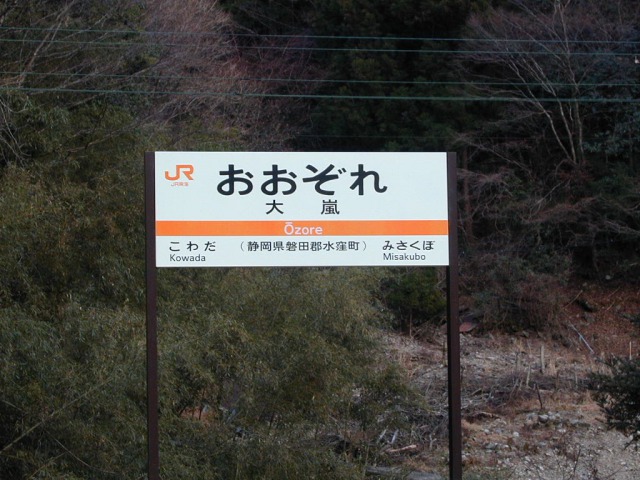 JR
JR東海
おおぞれ
大嵐
Ōzore
こわだ (静岡県磐田郡水窪町) みさくぼ
Kowada Misakubo